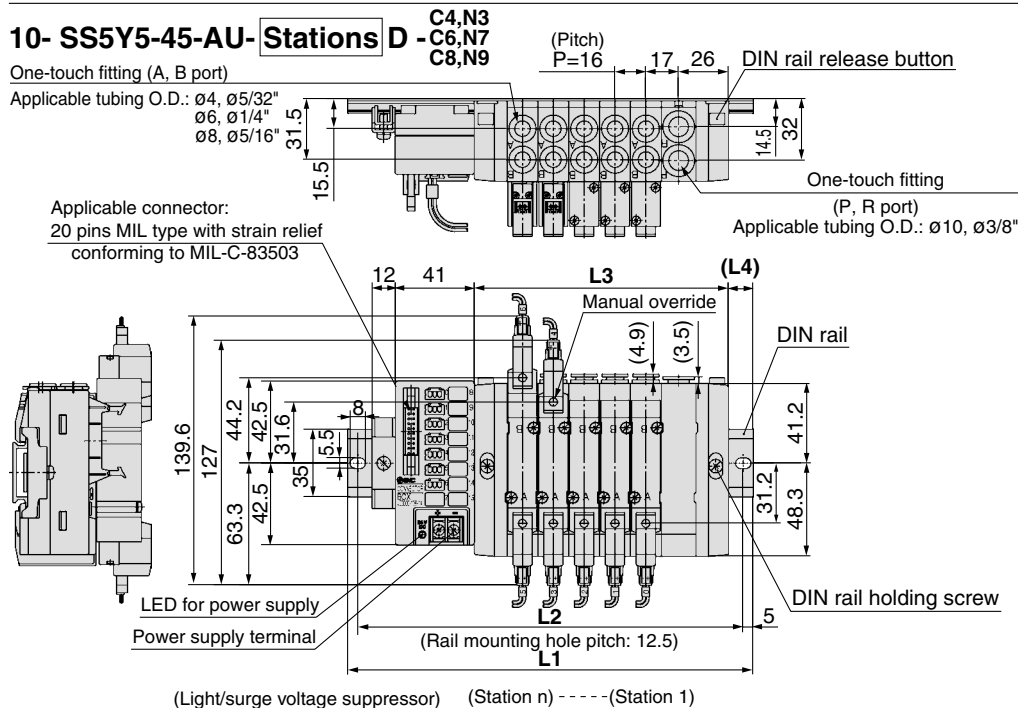 10- SS5Y5-45-AU- Stations D - C4,N3
C6,N7
C8,N9
One-touch fitting (A, B port)
Applicable tubing O.D.: Ø4, Ø5/32"
Ø6, Ø1/4"
Ø8, Ø5/16"
(Pitch)
P=16
17
26
DIN rail release button
31.5
15.5
14.5
32
One-touch fitting
(P, R port)
Applicable tubing O.D.: Ø10, Ø3/8"
Applicable connector:
20 pins MIL type with strain relief
conforming to MIL-C-83503
12
41
L3
(L4)
Manual override
(4.9)
(3.5)
DIN rail
139.6
127
44.2
42.5
31.6
8
5.5
35
63.3
42.5
41.2
31.2
48.3
LED for power supply
Power supply terminal
DIN rail holding screw
L2
5
(Rail mounting hole pitch: 12.5)
L1
(Light/surge voltage suppressor)
(Station n) - - - - - (Station 1)